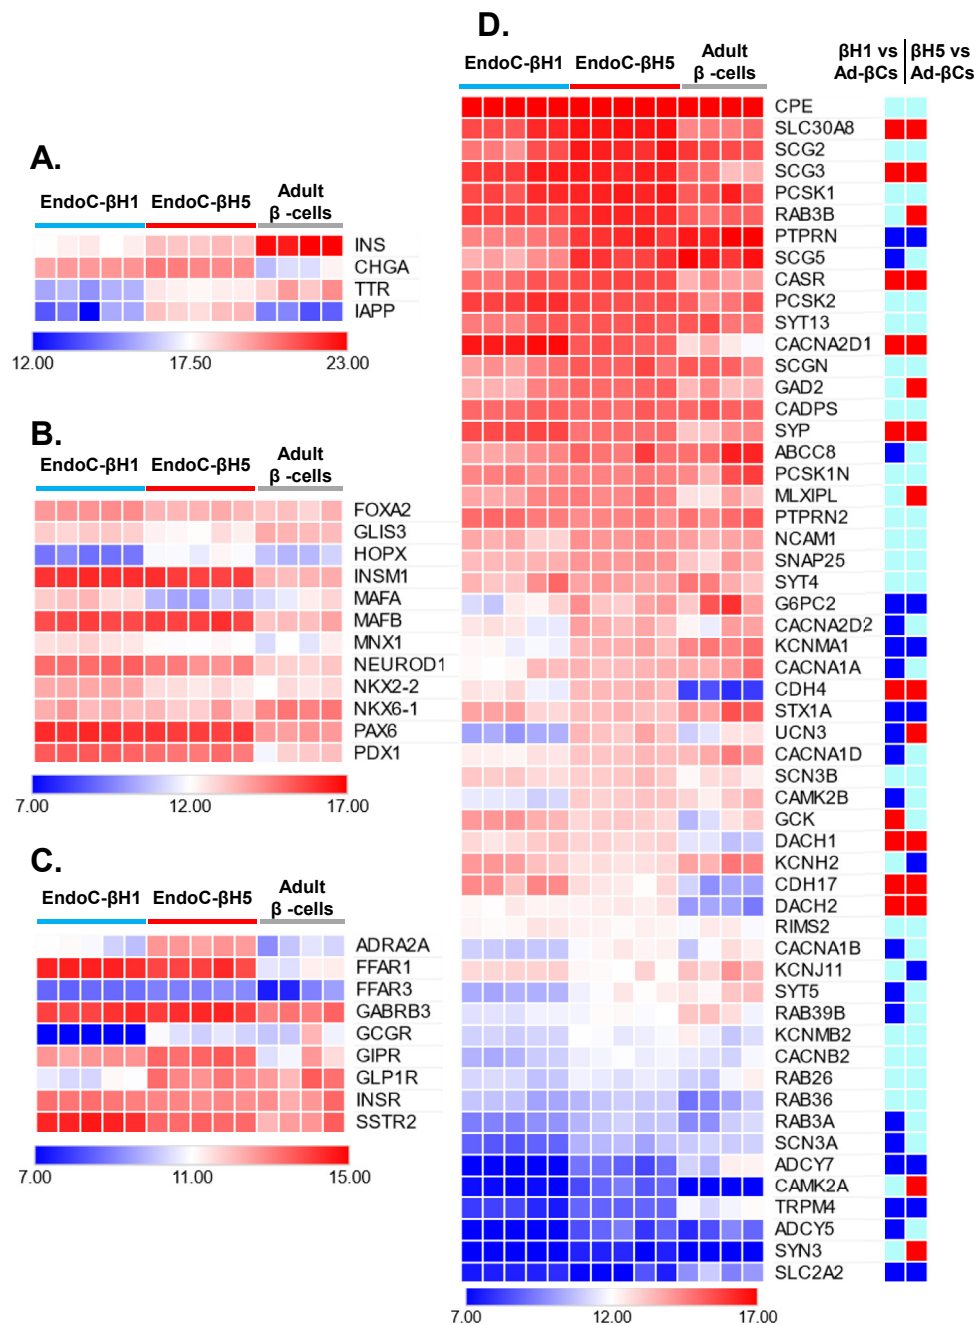 A.
EndoC-βH1 EndoC-βH5 Adult
β -cells
INS
CHGA
TTR
IAPP
12.00 17.50 23.00
B.
EndoC-βH1 EndoC-βH5 Adult
β -cells
FOXA2
GLIS3
HOPX
INSM1
MAFA
MAFB
MNX1
NEUROD1
NKX2-2
NKX6-1
PAX6
PDX1
7.00 12.00 17.00
C.
EndoC-βH1 EndoC-βH5 Adult
β -cells
ADRA2A
FFAR1
FFAR3
GABRB3
GCGR
GIPR
GLP1R
INSR
SSTR2
7.00 11.00 15.00
D.
EndoC-βH1 EndoC-βH5 Adult
β -cells
βH1 vs βH5 vs
Ad-βCs Ad-βCs
CPE
SLC30A8
SCG2
SCG3
PCSK1
RAB3B
PTPRN
SCG5
CASR
PCSK2
SYT13
CACNA2D1
SCGN
GAD2
CADPS
SYP
ABCC8
PCSK1N
MLXIPL
PTPRN2
NCAM1
SNAP25
SYT4
G6PC2
CACNA2D2
KCNMA1
CACNA1A
CDH4
STX1A
UCN3
CACNA1D
SCN3B
CAMK2B
GCK
DACH1
KCNH2
CDH17
DACH2
RIMS2
CACNA1B
KCNJ11
SYT5
RAB39B
KCNMB2
CACNB2
RAB26
RAB36
RAB3A
SCN3A
ADCY7
CAMK2A
TRPM4
ADCY5
SYN3
SLC2A2
7.00 12.00 17.00